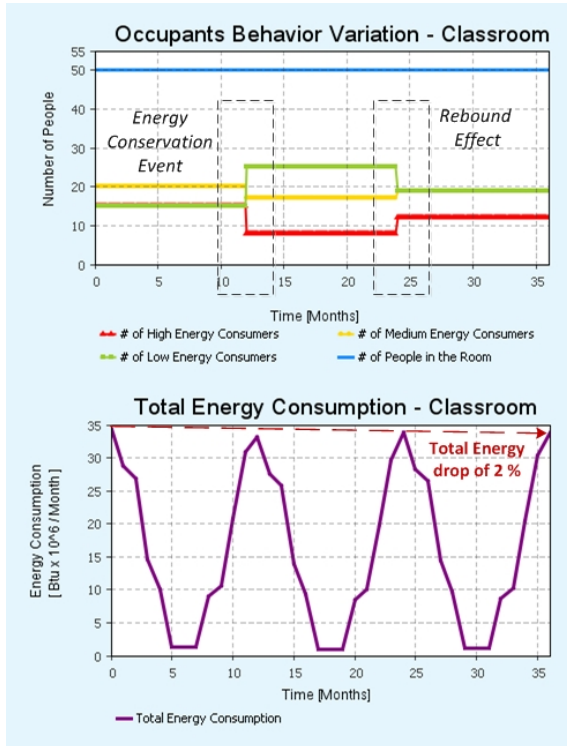 Occupants Behavior Variation - Classroom
Number of People
55
50
40
30
20
10
0
Energy
Conservation
Event
Rebound
Effect
0 5 10 15 20 25 30 35
Time [Months]
# of High Energy Consumers # of Medium Energy Consumers
# of Low Energy Consumers # of People in the Room
Total Energy Consumption - Classroom
Energy Consumption
[ Btu x 10^6 / Month ]
35
30
25
20
15
10
5
0
Total Energy
drop of 2 %
0 5 10 15 20 25 30 35
Time [Months]
Total Energy Consumption